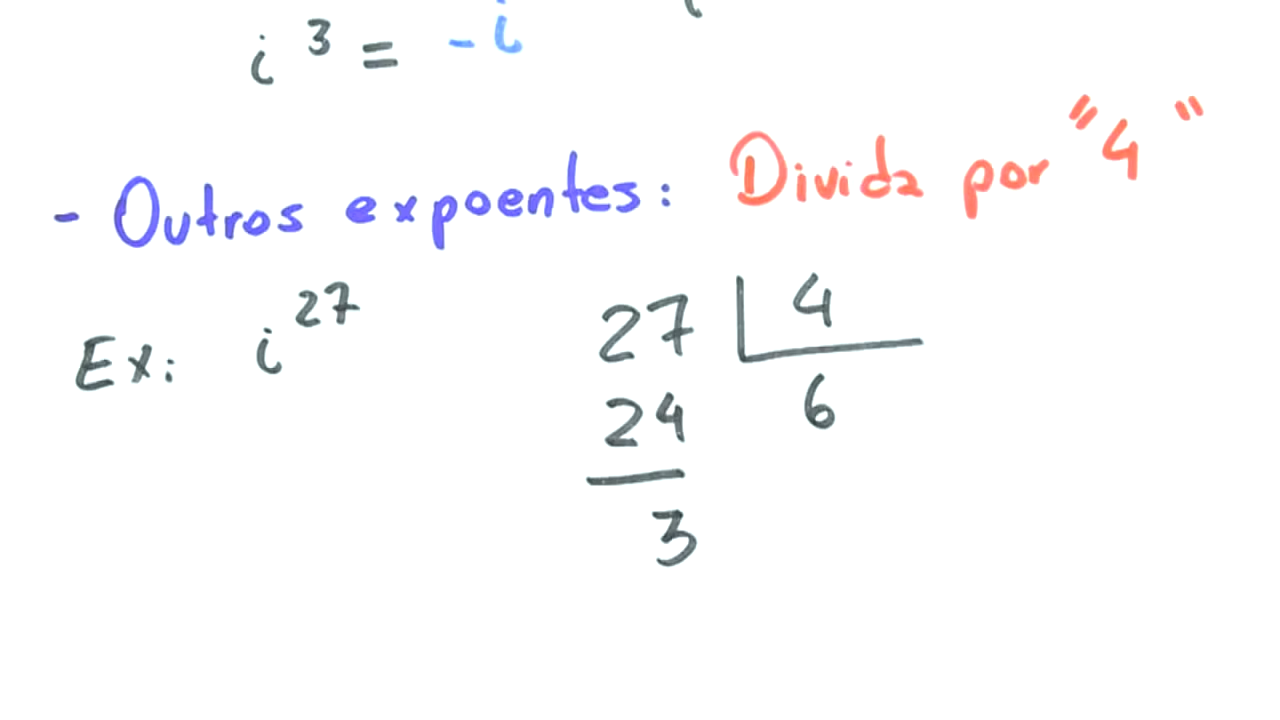 i³ = -i
- Outros expoentes: Divida por "4"
Ex: i²⁷
27 4
24 6
3